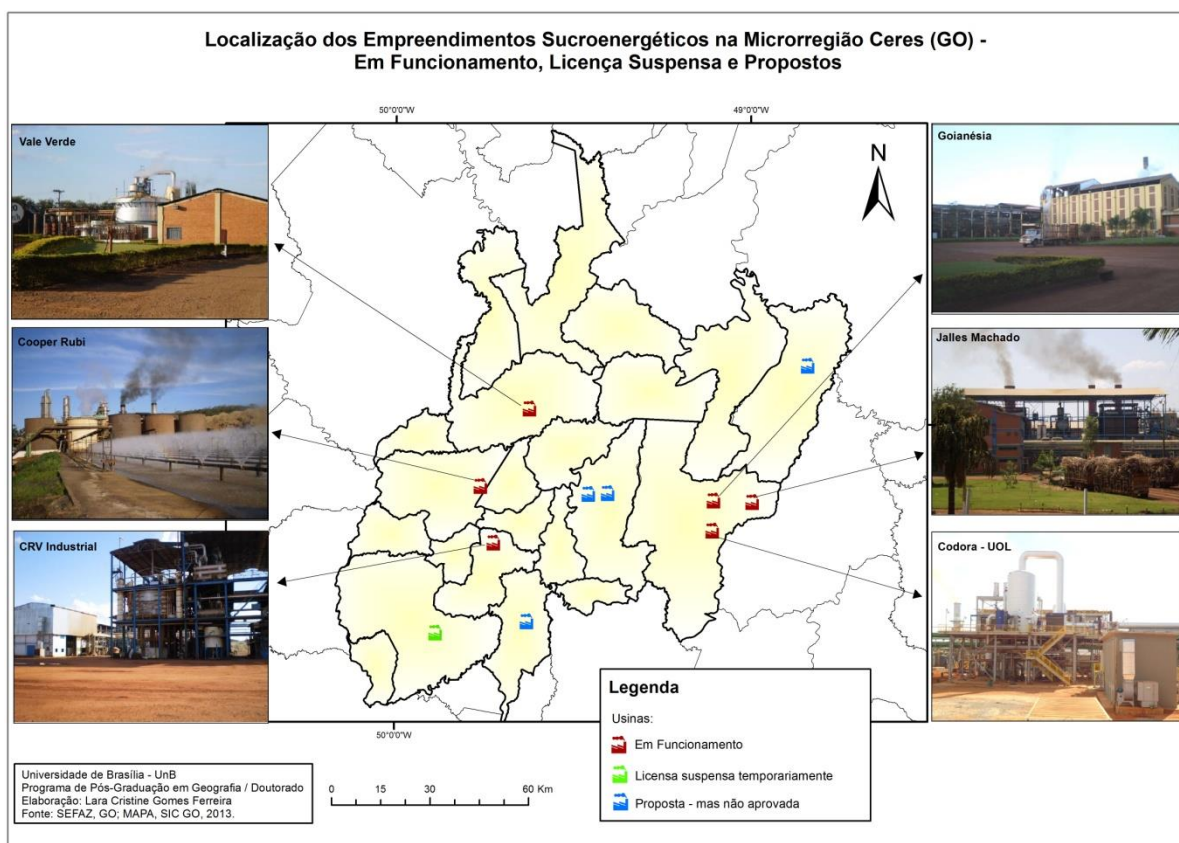 Localização dos Empreendimentos Sucroenergéticos na Microrregião Ceres (GO) -
Em Funcionamento, Licença Suspensa e Propostos
50°0'0"W
49°0'0"W
Vale Verde
Goianésia
N
Cooper Rubi
Jalles Machado
CRV Industrial
Codora - UOL
50°0'0"W
Legenda
Usinas:
Em Funcionamento
Licensa suspensa temporariamente
Proposta - mas não aprovada
Universidade de Brasília - UnB
Programa de Pós-Graduação em Geografia / Doutorado
Elaboração: Lara Cristine Gomes Ferreira
Fonte: SEFAZ, GO; MAPA, SIC GO, 2013.
0 15 30 60 Km